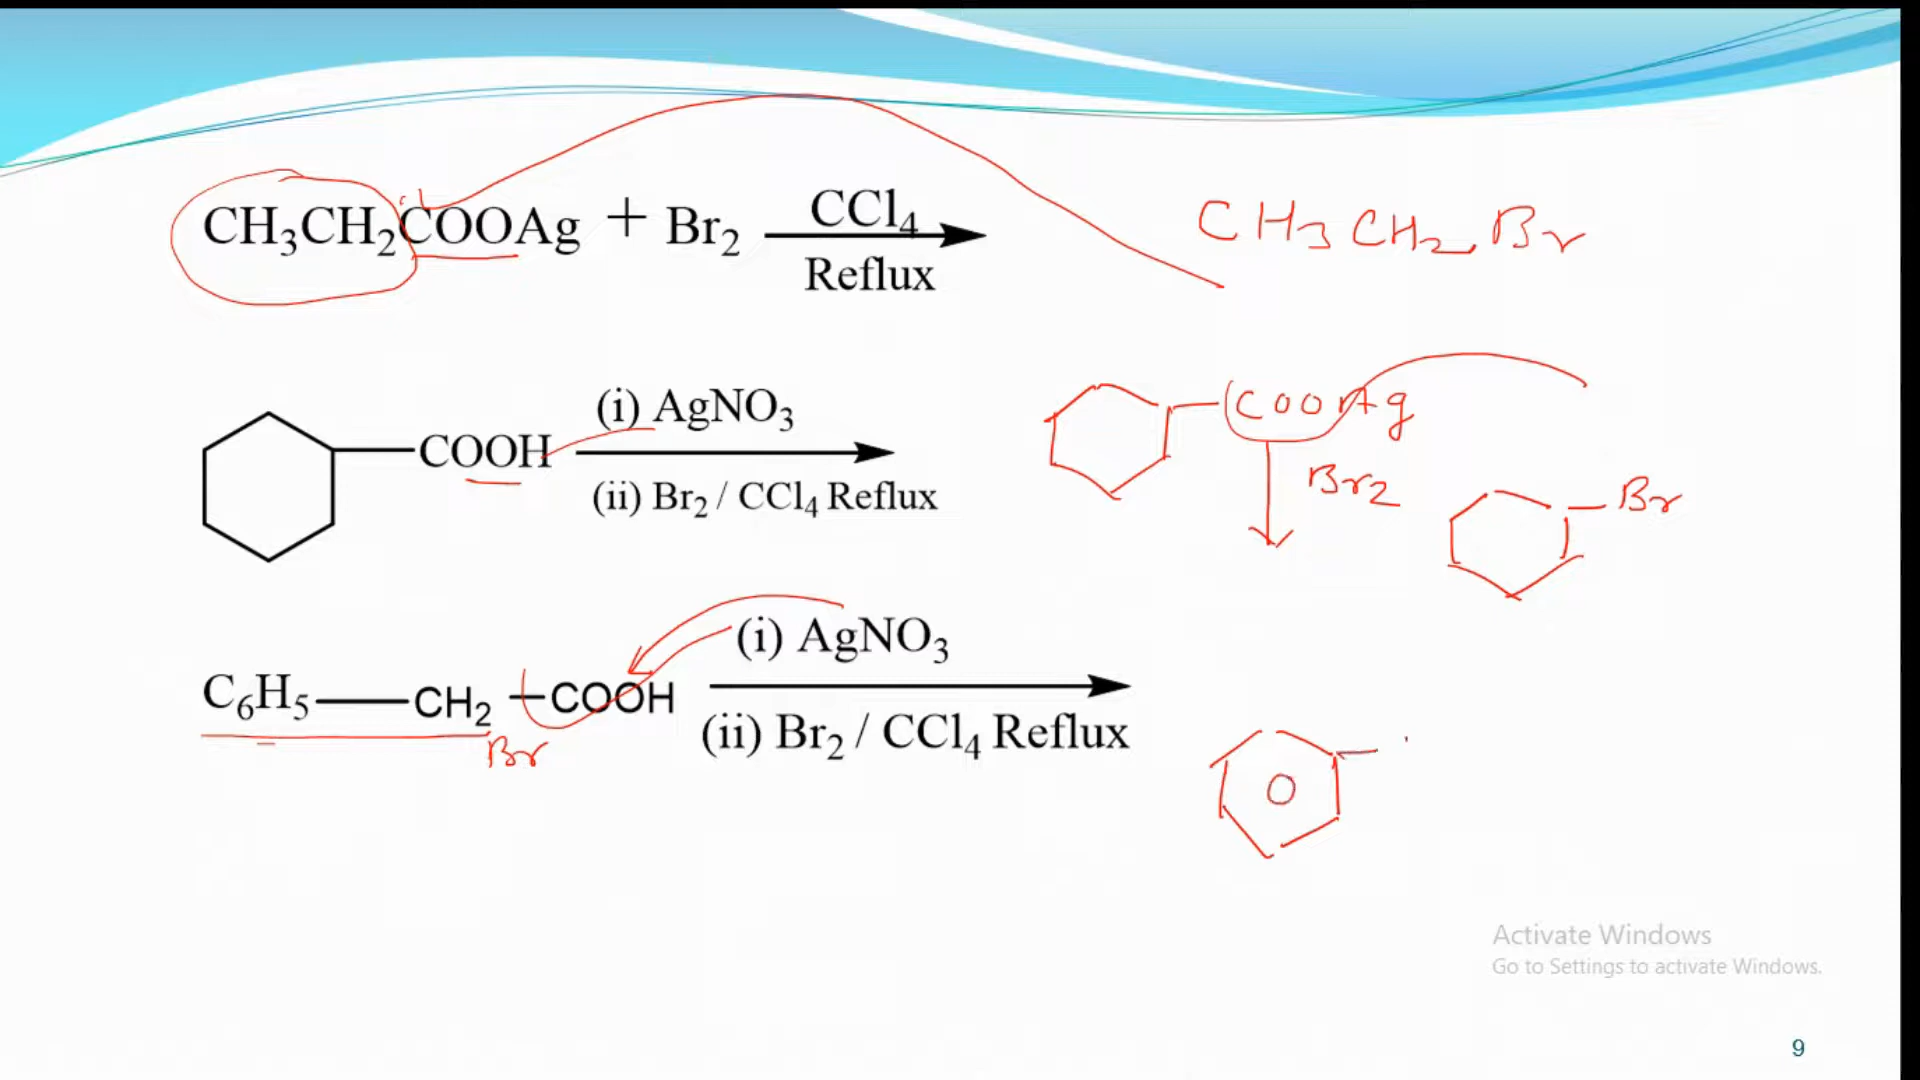 CH3CH2COOAg + Br2 CCl4 Reflux CH3CH2Br
(i) AgNO3
COOH
(ii) Br2 / CCl4 Reflux
COOAg
Br2
Br
(i) AgNO3
C6H5 CH2 COOH
(ii) Br2 / CCl4 Reflux
Br
Activate Windows
Go to Settings to activate Windows.
9